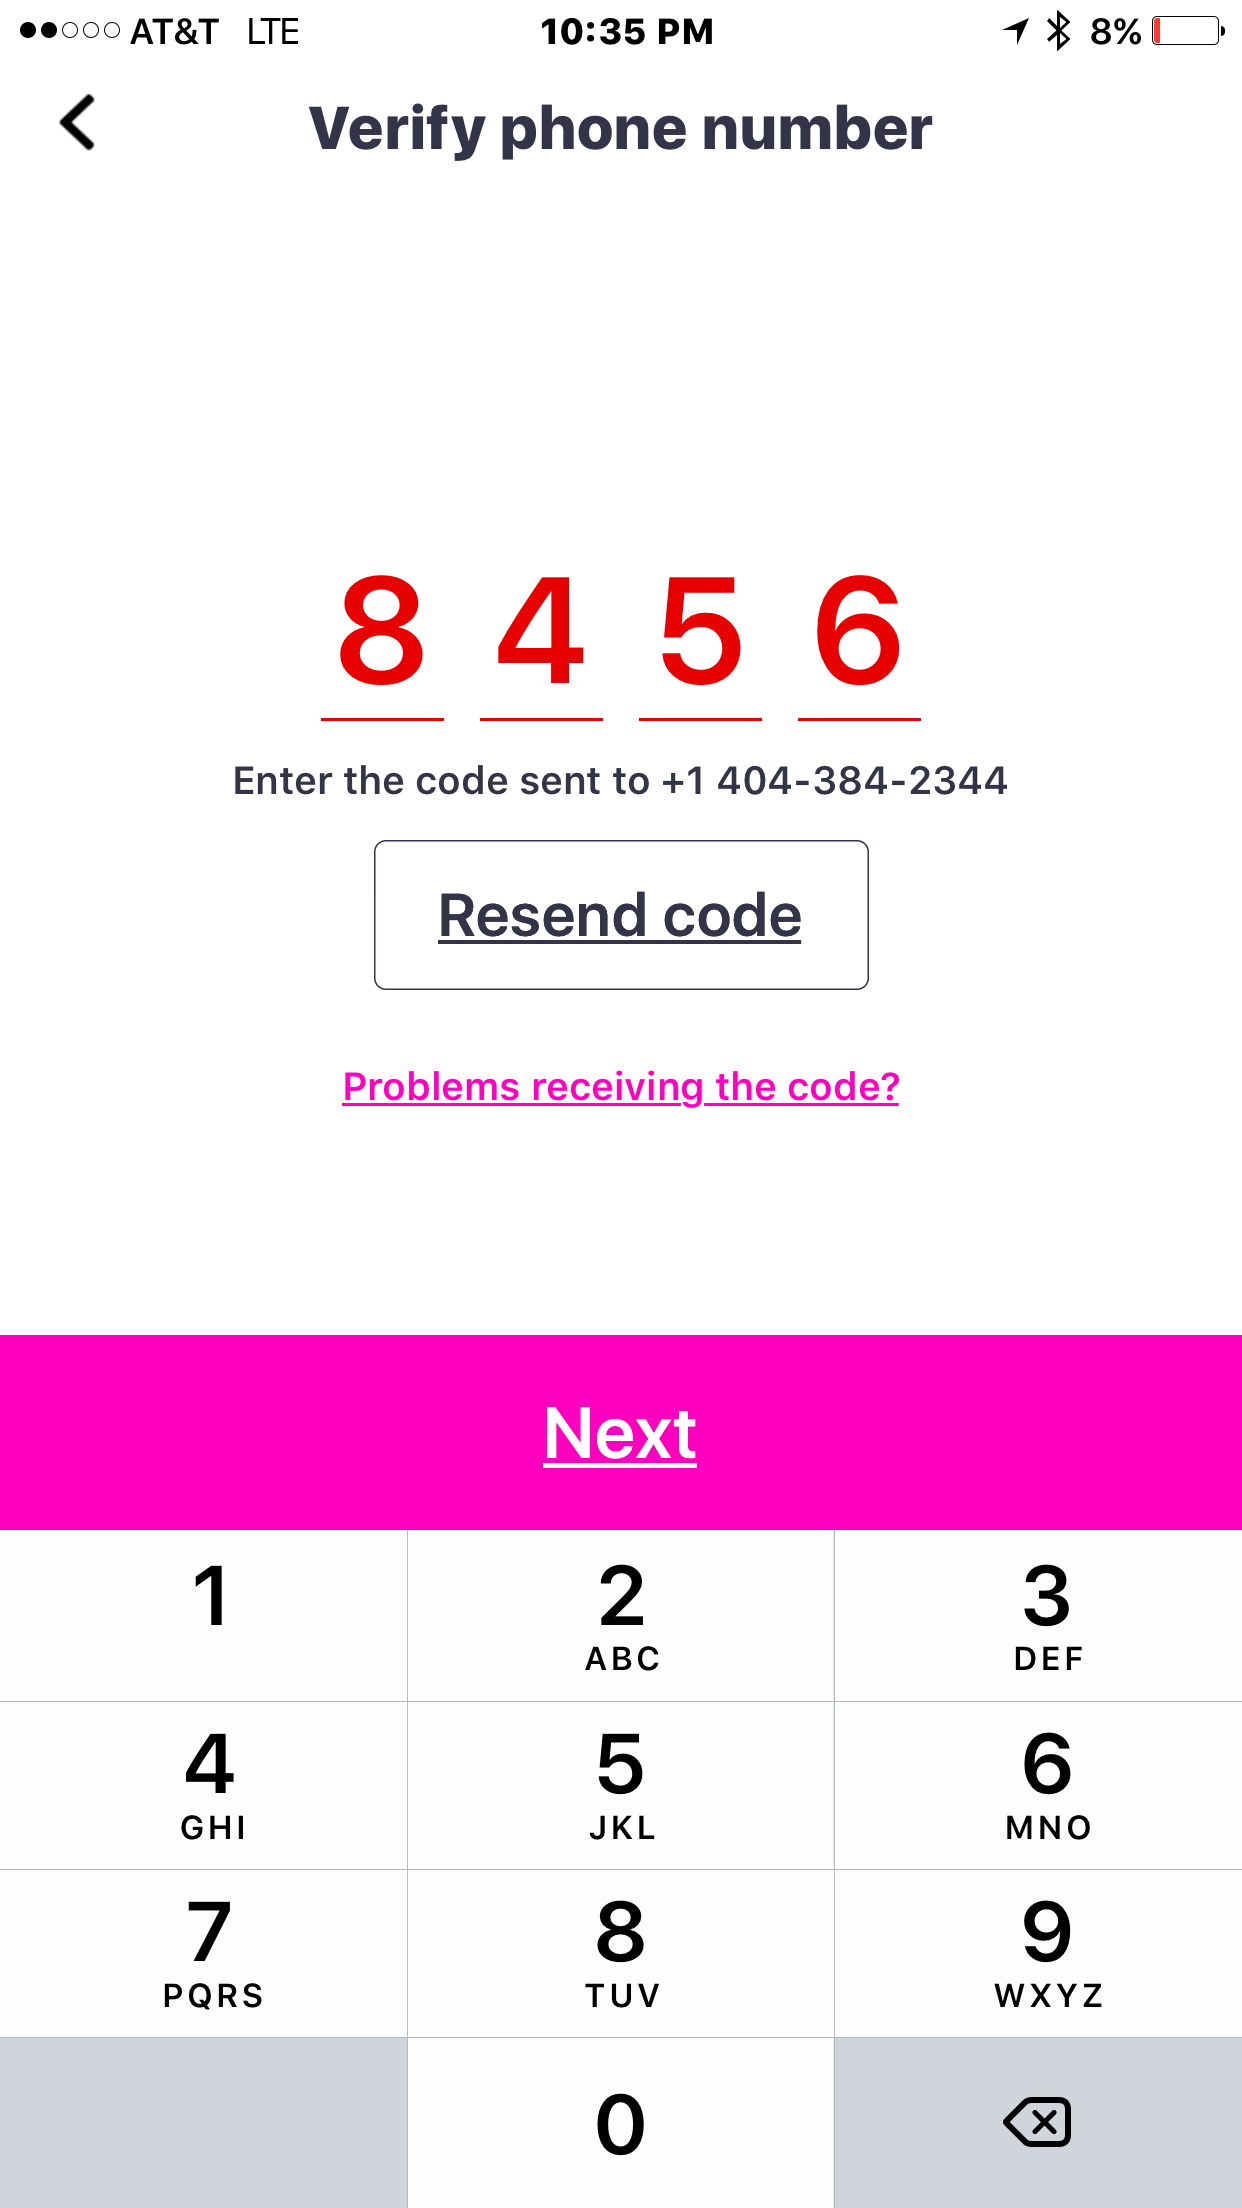 AT&T LTE 10:35 PM 8%
Verify phone number
8 4 5 6
Enter the code sent to +1 404-384-2344
Resend code
Problems receiving the code?
Next
1 2 3
ABC DEF
4 5 6
GHI JKL MNO
7 8 9
PQRS TUV WXYZ
0